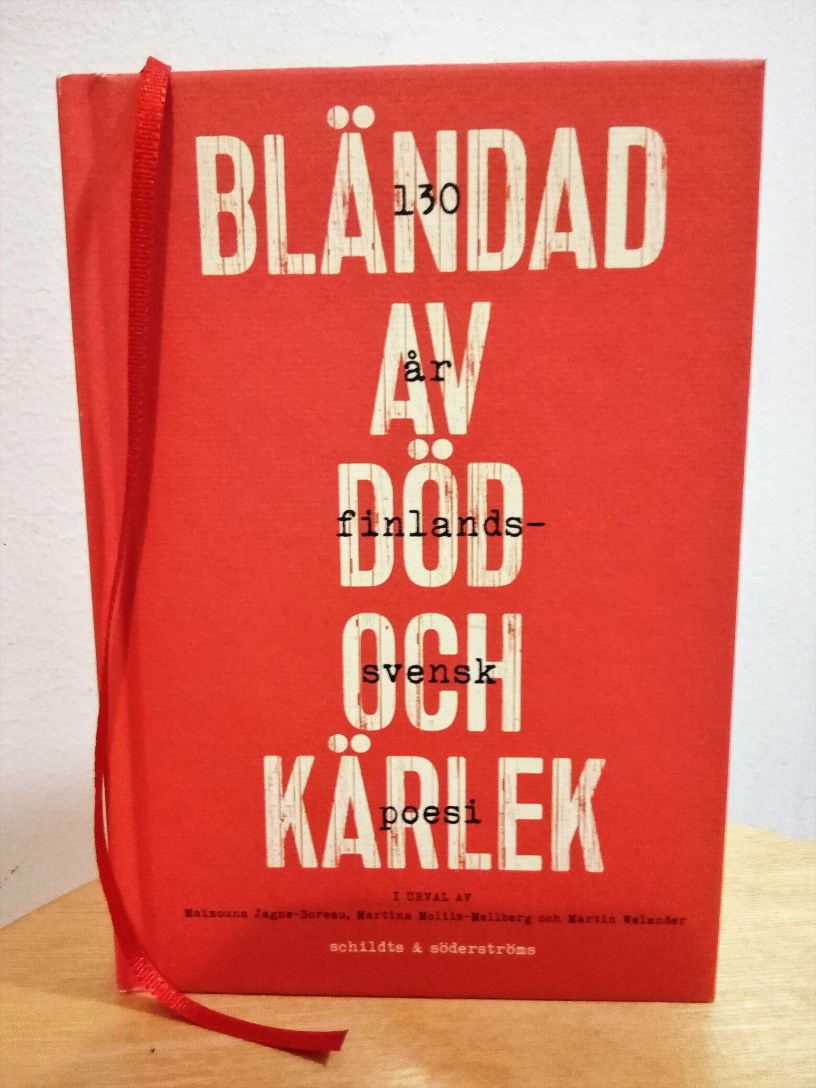 BLÄNDAD
130
AV
år
DÖD
finlands-
OCH
svensk
KÄRLEK
poesi
I URVAL AV
Maïmouna Jagne-Soreau, Martina Moliis-Mellberg och Martin Welander
schildts & söderströms